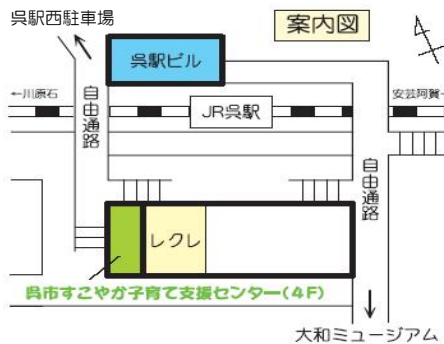 呉駅西駐車場
案内図
呉駅ビル
自由通路
←川原石
JR呉駅
安芸阿賀→
自由通路
レクレ
呉市すこやか子育て支援センター(4F)
大和ミュージアム